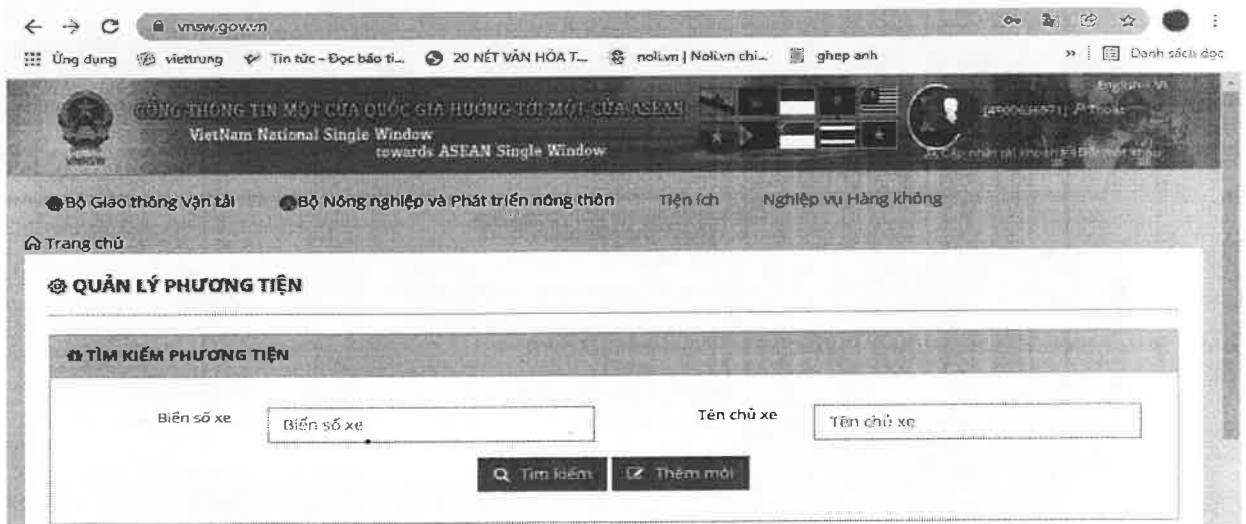 vnsw.gov.vn
Ứng dụng viettrung Tin tức - Đọc báo ti... 20 NÉT VĂN HÓA T... noli.vn | Noli.vn chi... ghep anh » Danh sách đọc
CỔNG THÔNG TIN MỘT CỬA QUỐC GIA HƯỚNG TỚI MỘT CỬA ASEAN
VietNam National Single Window
towards ASEAN Single Window
English Vi
Thoát
VNNSW
Bộ Giao thông Vận tải Bộ Nông nghiệp và Phát triển nông thôn Tiện ích Nghiệp vụ Hàng không
Trang chủ
QUẢN LÝ PHƯƠNG TIỆN
TÌM KIẾM PHƯƠNG TIỆN
Biển số xe Biển số xe Tên chủ xe Tên chủ xe
Tìm kiếm Thêm mới